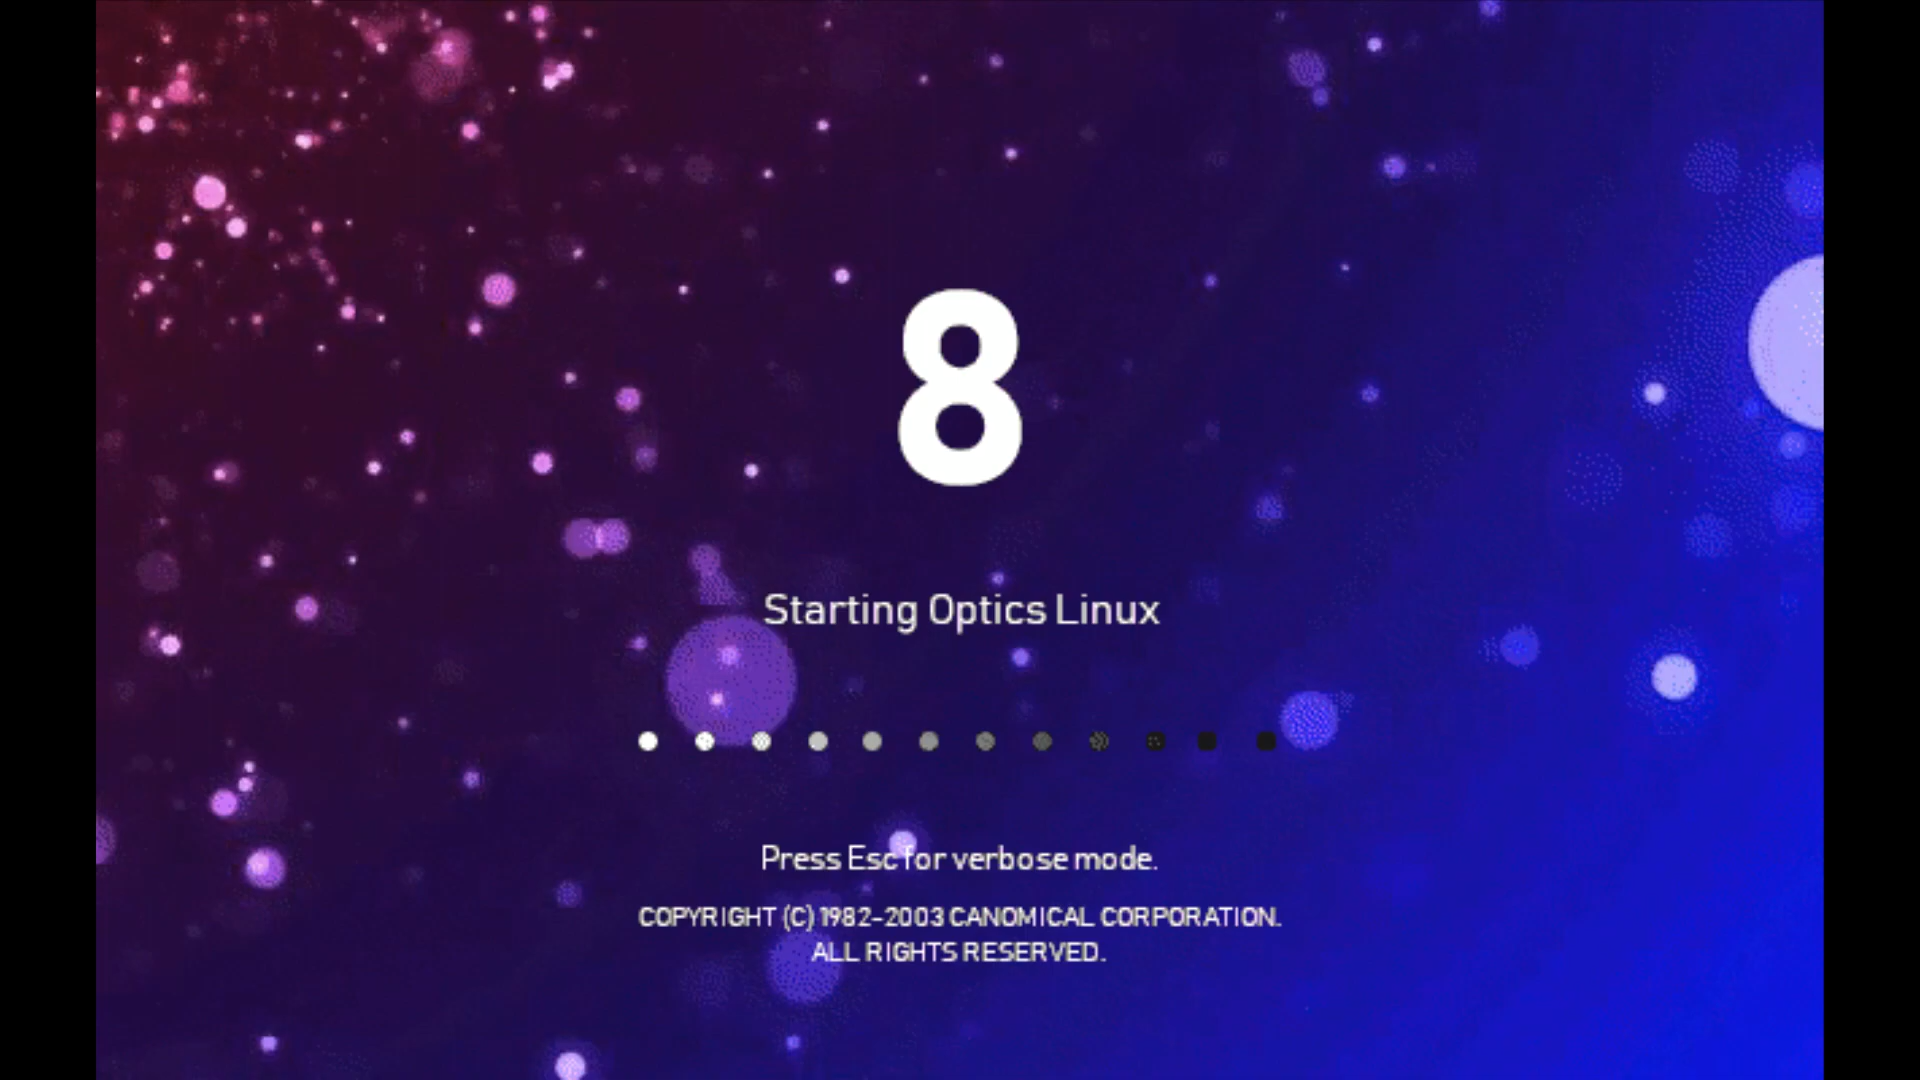 8
Starting Optics Linux
Press Esc for verbose mode.
COPYRIGHT (C) 1982-2003 CANOMICAL CORPORATION.
ALL RIGHTS RESERVED.